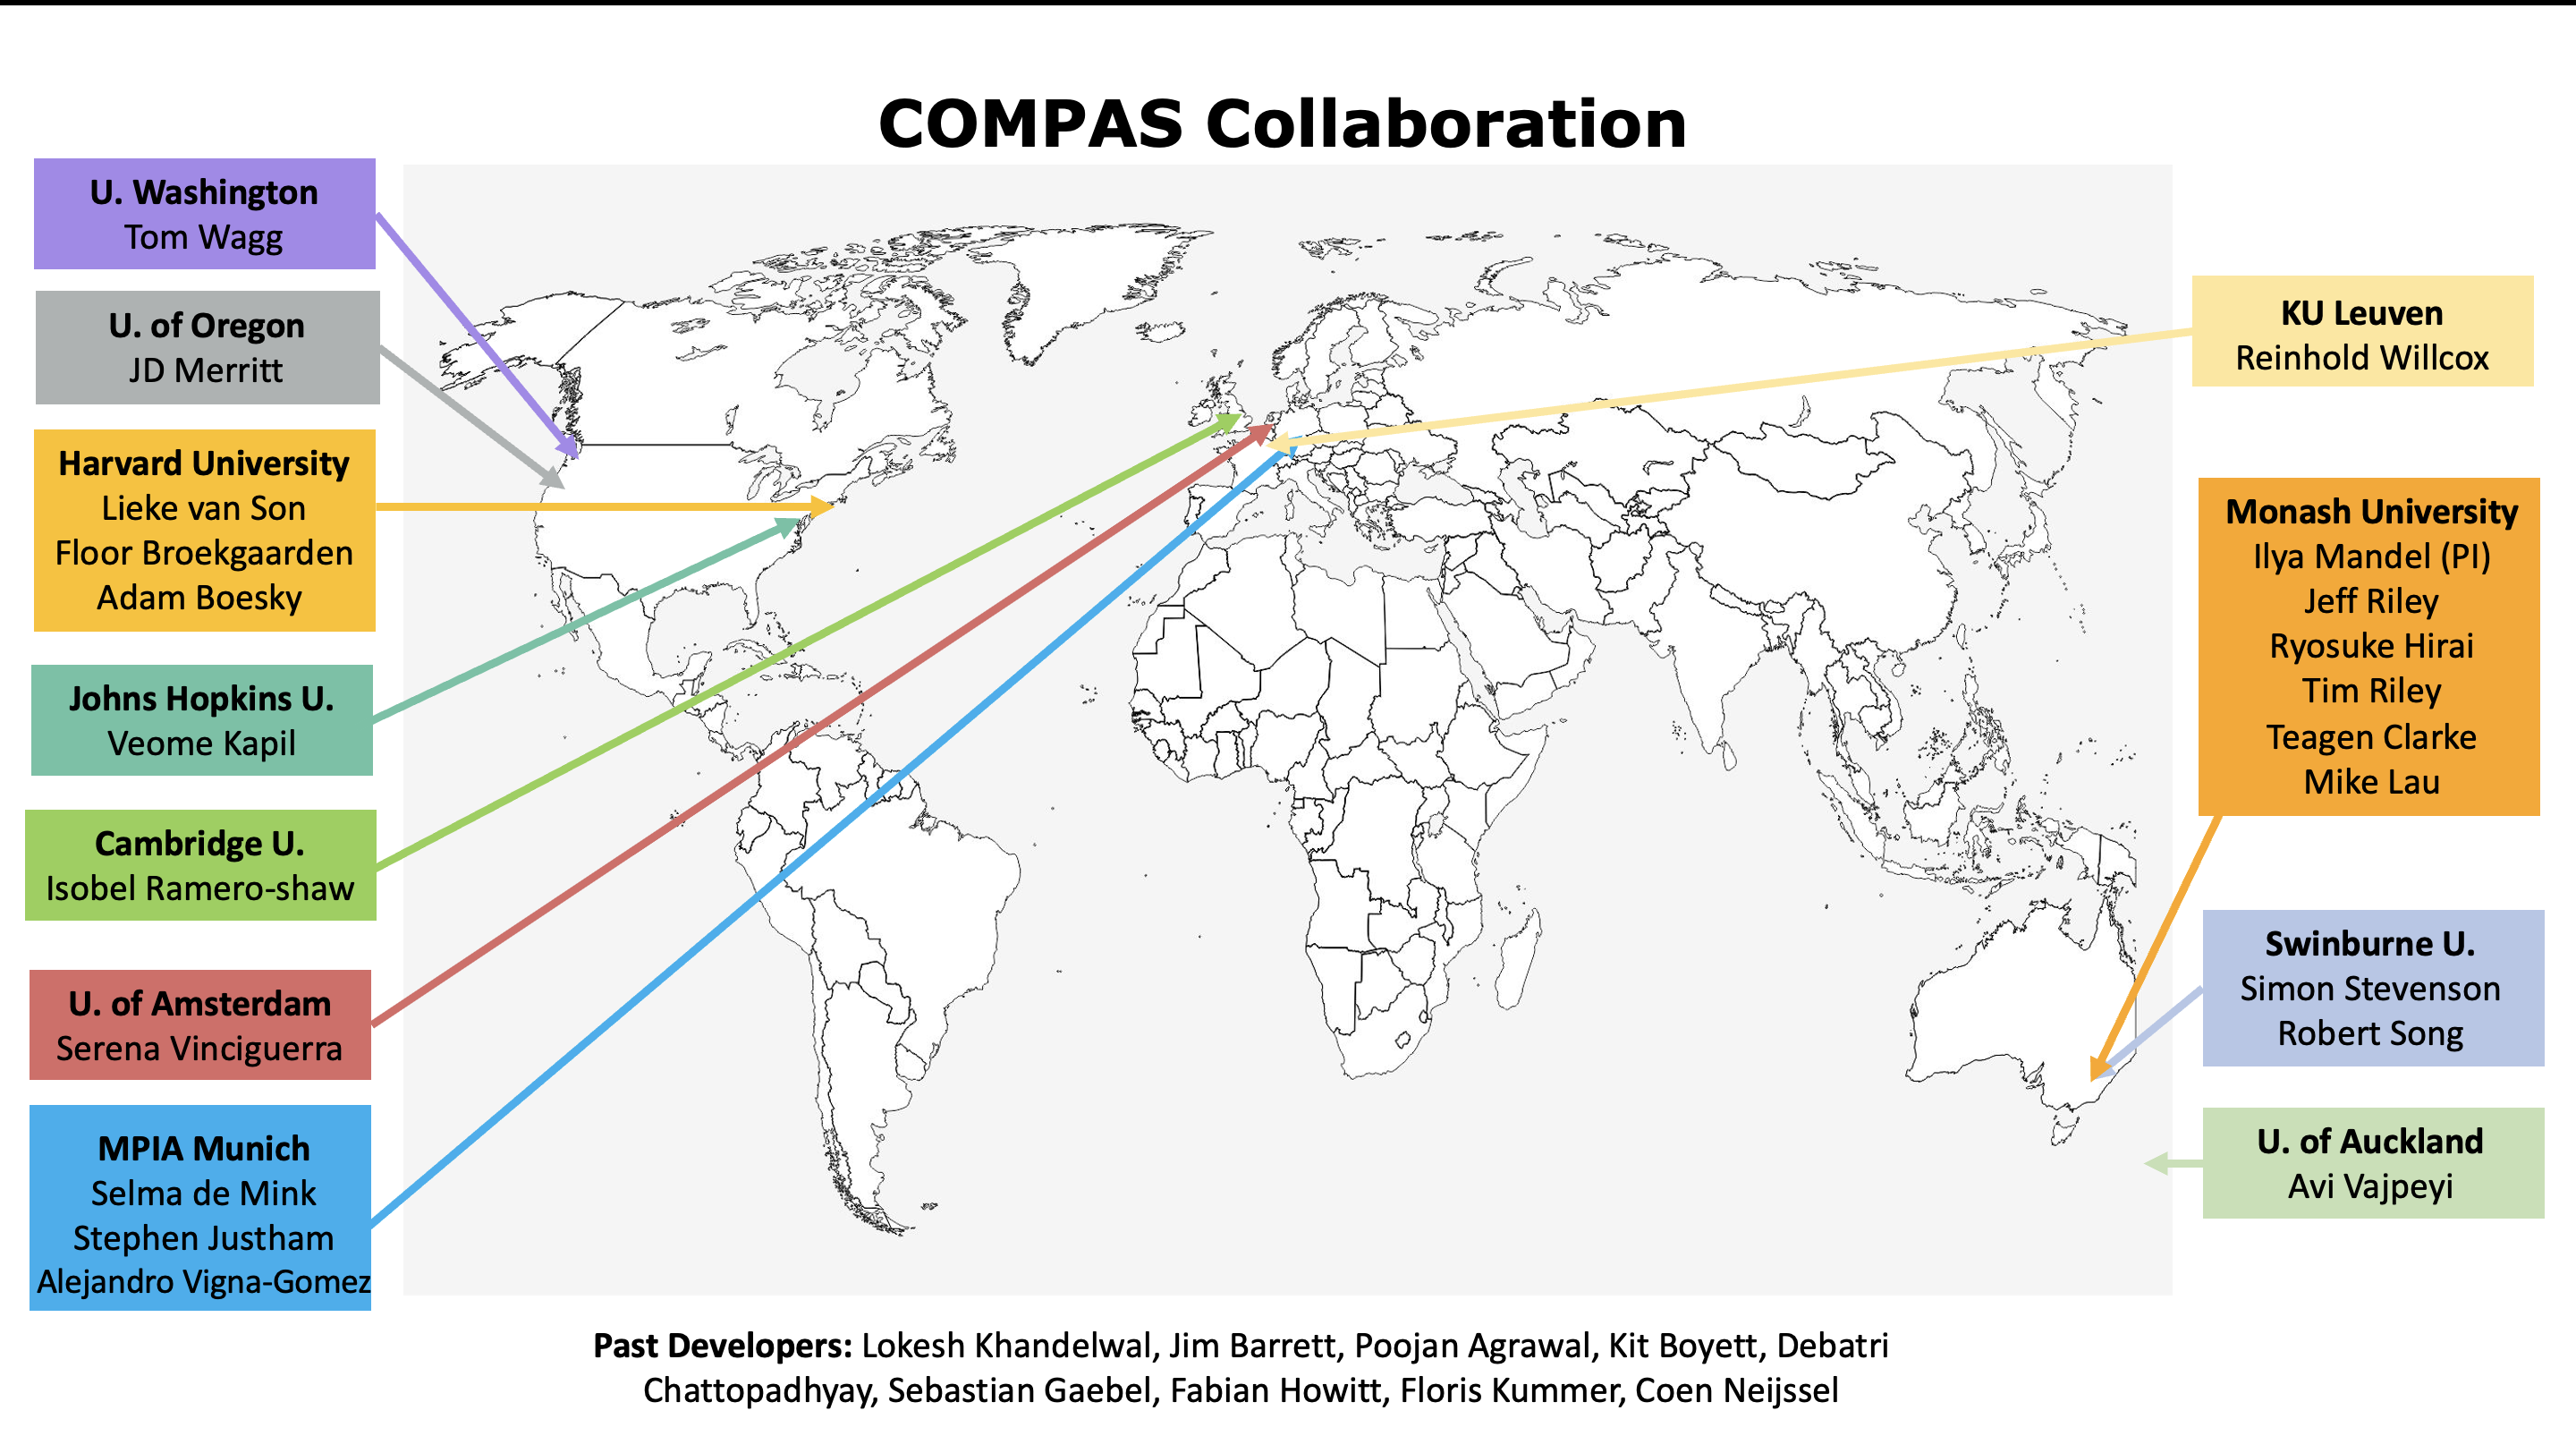 COMPAS Collaboration
U. Washington
Tom Wagg
U. of Oregon
JD Merritt
Harvard University
Lieke van Son
Floor Broekgaarden
Adam Boesky
Johns Hopkins U.
Veome Kapil
Cambridge U.
Isobel Ramero-shaw
U. of Amsterdam
Serena Vinciguerra
MPIA Munich
Selma de Mink
Stephen Justham
Alejandro Vigna-Gomez
KU Leuven
Reinhold Willcox
Monash University
Ilya Mandel (PI)
Jeff Riley
Ryosuke Hirai
Tim Riley
Teagen Clarke
Mike Lau
Swinburne U.
Simon Stevenson
Robert Song
U. of Auckland
Avi Vajpeyi
Past Developers: Lokesh Khandelwal, Jim Barrett, Poojan Agrawal, Kit Boyett, Debatri
Chattopadhyay, Sebastian Gaebel, Fabian Howitt, Floris Kummer, Coen Neijssel